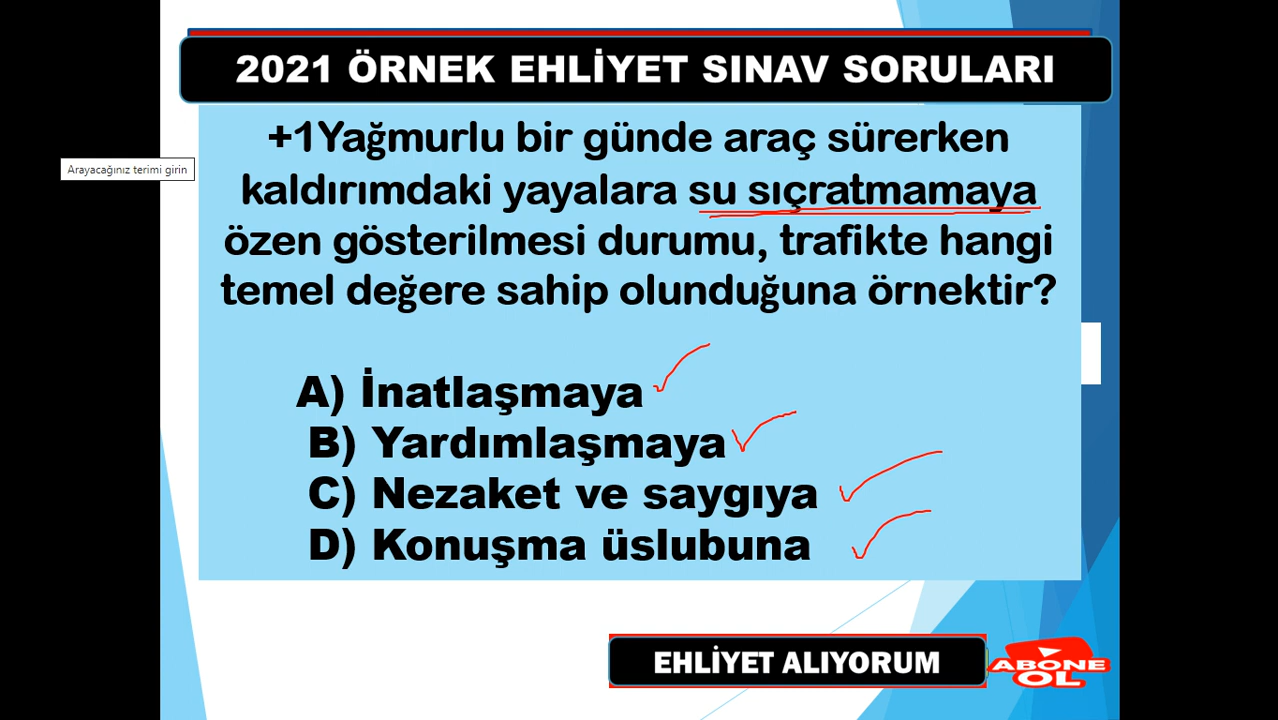 2021 ÖRNEK EHLİYET SINAV SORULARI
+1Yağmurlu bir günde araç sürerken
Arayacağınız terimi girin
kaldırımdaki yayalara su sıçratmamaya
özen gösterilmesi durumu, trafikte hangi
temel değere sahip olunduğuna örnektir?
A) İnatlaşmaya
B) Yardımlaşmaya
C) Nezaket ve saygıya
D) Konuşma üslubuna
EHLİYET ALIYORUM
ABONE
OL